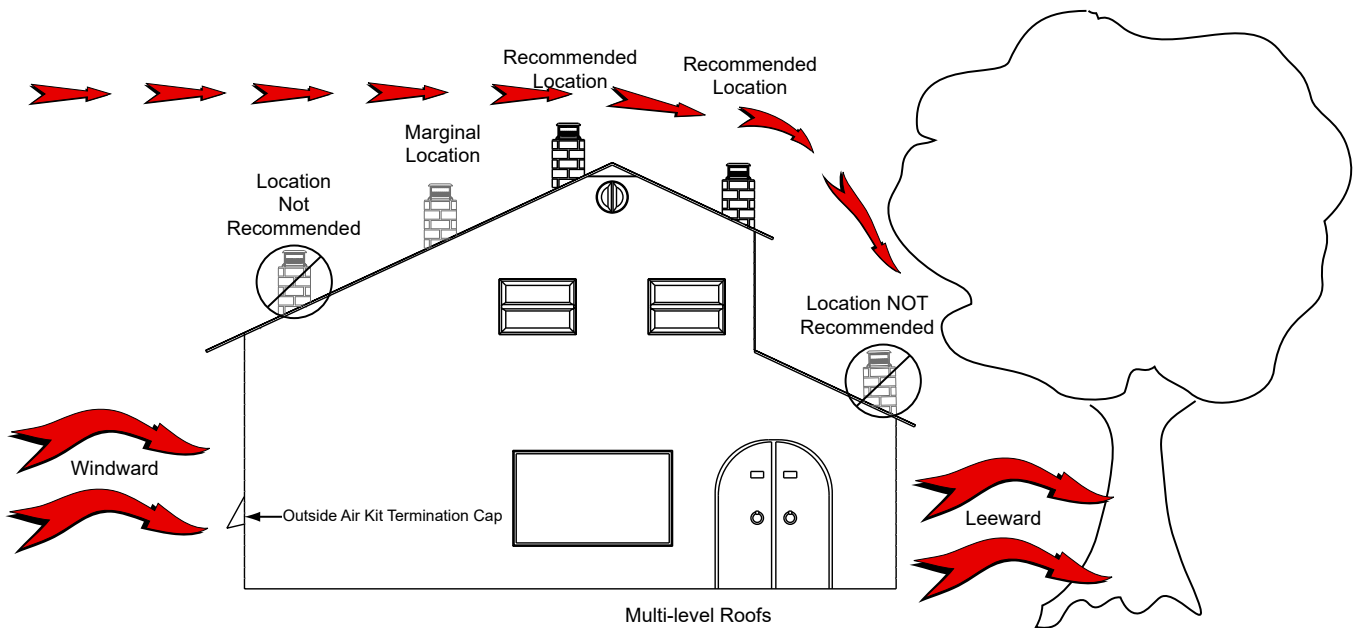 Recommended
Location
Recommended
Location
Marginal
Location
Location
Not
Recommended
Location NOT
Recommended
Windward
Outside Air Kit Termination Cap
Leeward
Multi-level Roofs